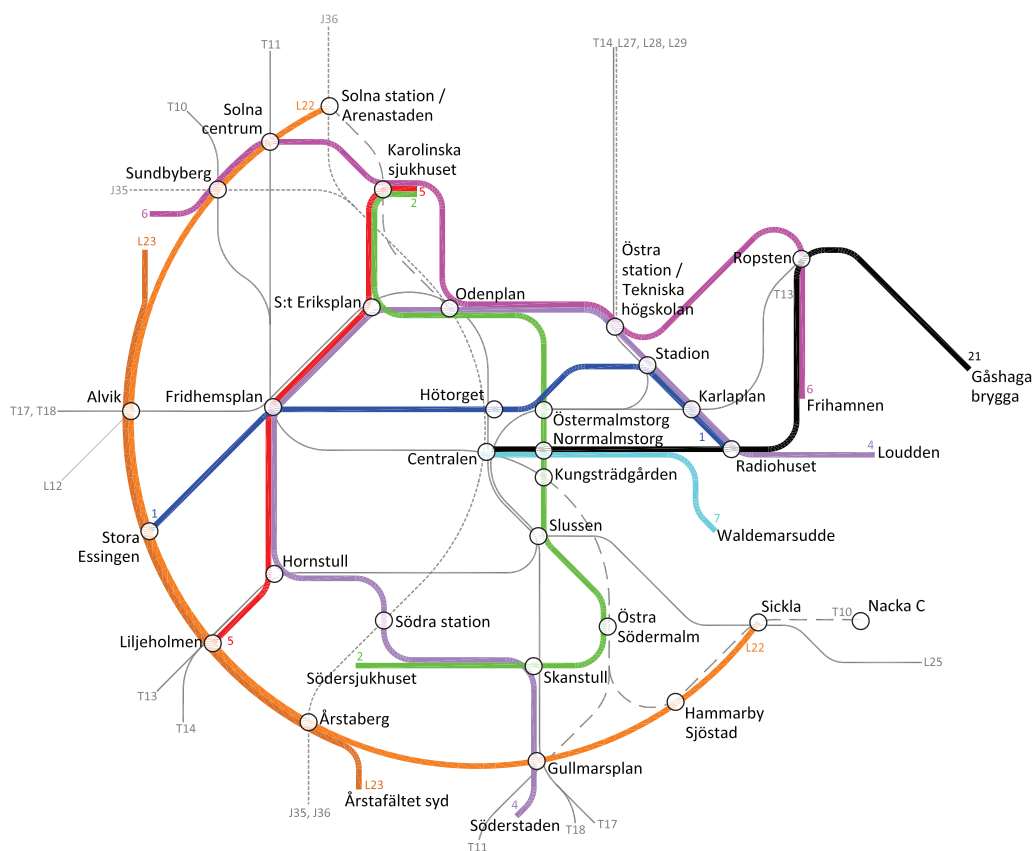 J36
T11
T14, L27, L28, L29
L22
Solna station /
Arenastaden
T10
Solna
centrum
Karolinska
sjukhuset
Sundbyberg
J35
5
2
6
L23
Östra
station /
Tekniska
högskolan
Ropsten
T13
S:t Eriksplan
Odenplan
Stadion
21
Gåshaga
brygga
Alvik
Fridhemsplan
Hötorget
Karlaplan
6
Frihamnen
T17, T18
Östermalmstorg
Norrmalmstorg
1
4
Loudden
Centralen
Radiohuset
Kungsträdgården
L12
1
7
Waldemarsudde
Stora
Essingen
Slussen
Hornstull
Sickla
T10
Nacka C
Södra station
Östra
Södermalm
Liljeholmen
5
L22
2
Södersjukhuset
Skanstull
L25
T13
T14
Årstaberg
Hammarby
Sjöstad
Gullmarsplan
L23
Årstafältet syd
J35, J36
4
Söderstaden
T17
T18
T11